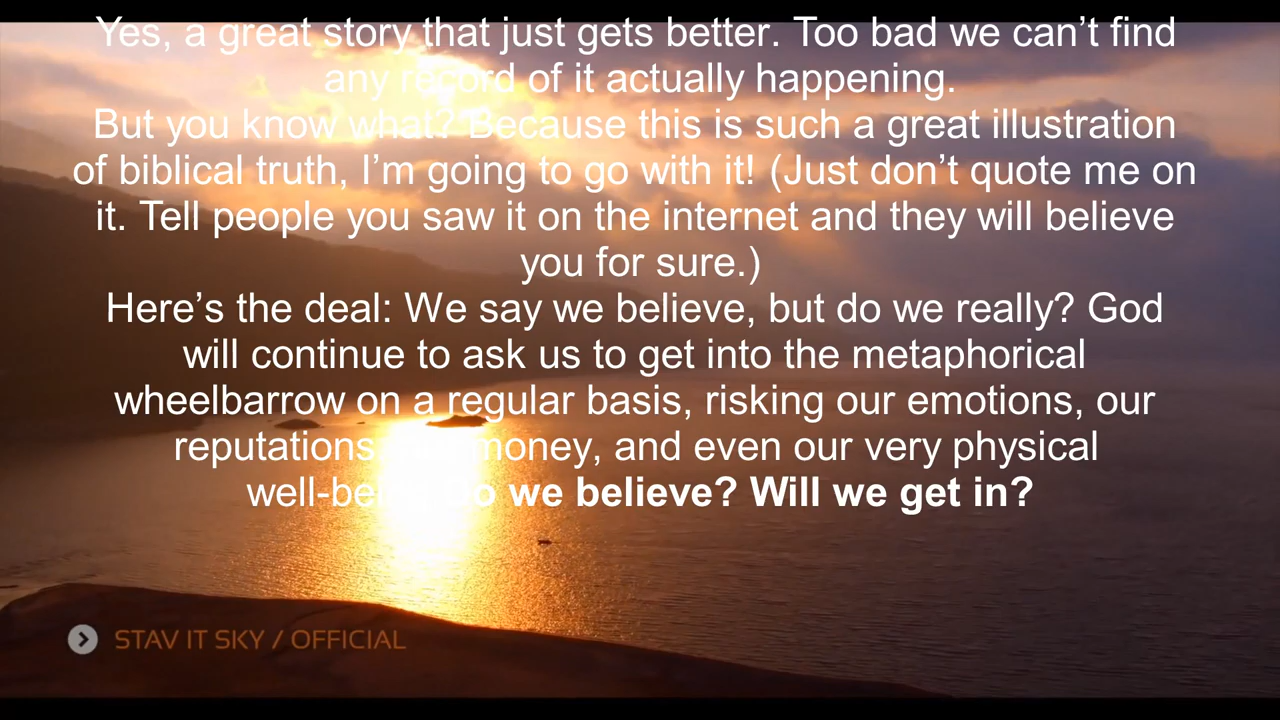 Yes, a great story that just gets better. Too bad we can’t find
any record of it actually happening.
But you know what? Because this is such a great illustration
of biblical truth, I’m going to go with it! (Just don’t quote me on
it. Tell people you saw it on the internet and they will believe
you for sure.)
Here’s the deal: We say we believe, but do we really? God
will continue to ask us to get into the metaphorical
wheelbarrow on a regular basis, risking our emotions, our
reputations, our money, and even our very physical
well-being. Do we believe? Will we get in?
STAV IT SKY / OFFICIAL